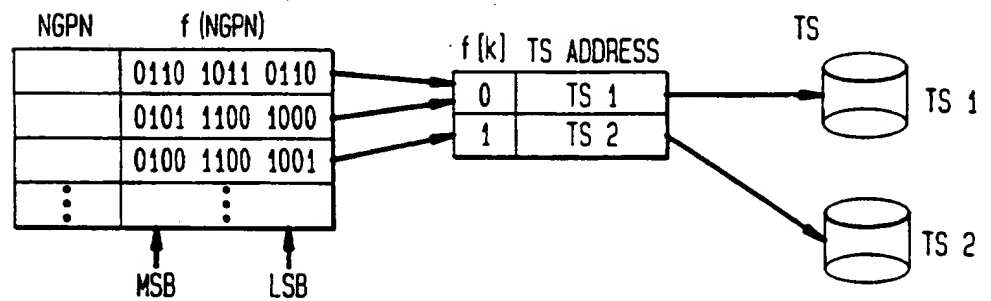 NGPN f (NGPN)
0110 1011 0110
0101 1100 1000
0100 1100 1001
MSB LSB
f [k] TS ADDRESS
0 TS 1
1 TS 2
TS
TS 1
TS 2